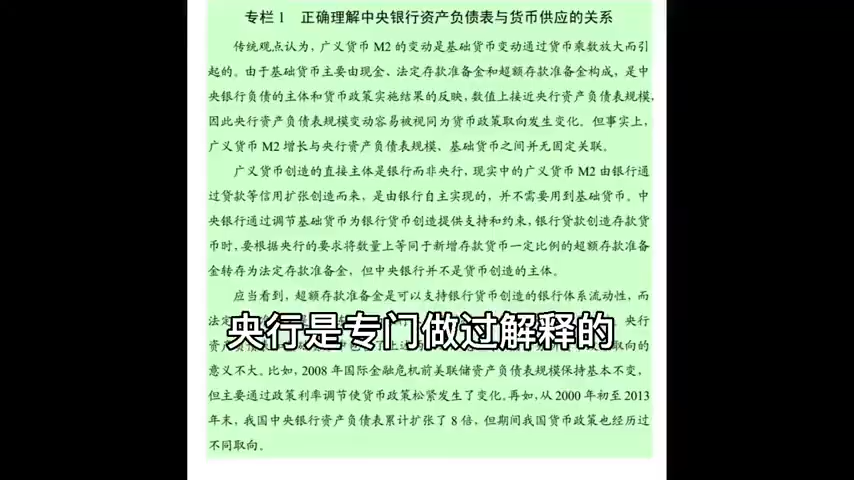 专栏 1 正确理解中央银行资产负债表与货币供应的关系
传统观点认为，广义货币 M2 的变动是基础货币变动通过货币乘数放大而引
起的。由于基础货币主要由现金、法定存款准备金和超额存款准备金构成，是中
央银行负债的主体和货币政策实施结果的反映，数值上接近央行资产负债表规模，
因此央行资产负债表规模变动容易被视同为货币政策取向发生变化。但事实上，
广义货币 M2 增长与央行资产负债表规模、基础货币之间并无固定关联。
广义货币创造的直接主体是银行而非央行，现实中的广义货币 M2 由银行通
过贷款等信用扩张创造而来，是由银行自主实现的，并不需要用到基础货币。中
央银行通过调节基础货币为银行货币创造提供支持和约束，银行贷款创造存款货
币时，要根据央行的要求将数量上等同于新增存款货币一定比例的超额存款准备
金转存为法定存款准备金，但中央银行并不是货币创造的主体。
应当看到，超额存款准备金是可以支持银行货币创造的银行体系流动性，而
法定
央行
央行是专门做过解释的
行资产
取向的
意义不大。比如，2008 年国际金融危机前美联储资产负债表规模保持基本不变，
但主要通过政策利率调节使货币政策松紧发生了变化。再如，从 2000 年初至 2013
年末，我国中央银行资产负债表累计扩张了 8 倍，但期间我国货币政策也经历过
不同取向。